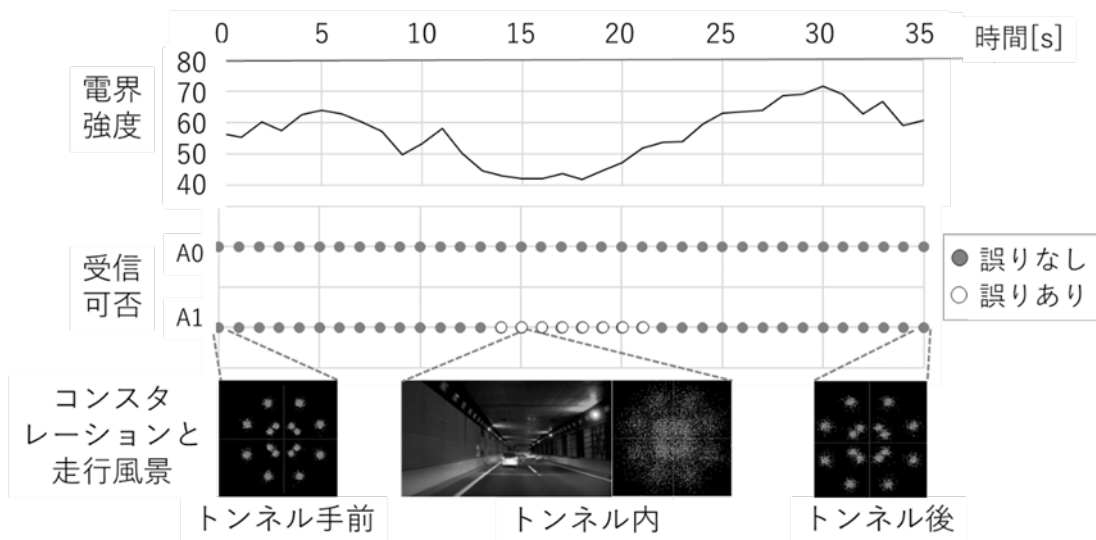 0 5 10 15 20 25 30 35 時間[s]
電界
強度
80
70
60
50
40
受信
可否
A0
A1
誤りなし
誤りあり
コンスタ
レーションと
走行風景
トンネル手前 トンネル内 トンネル後